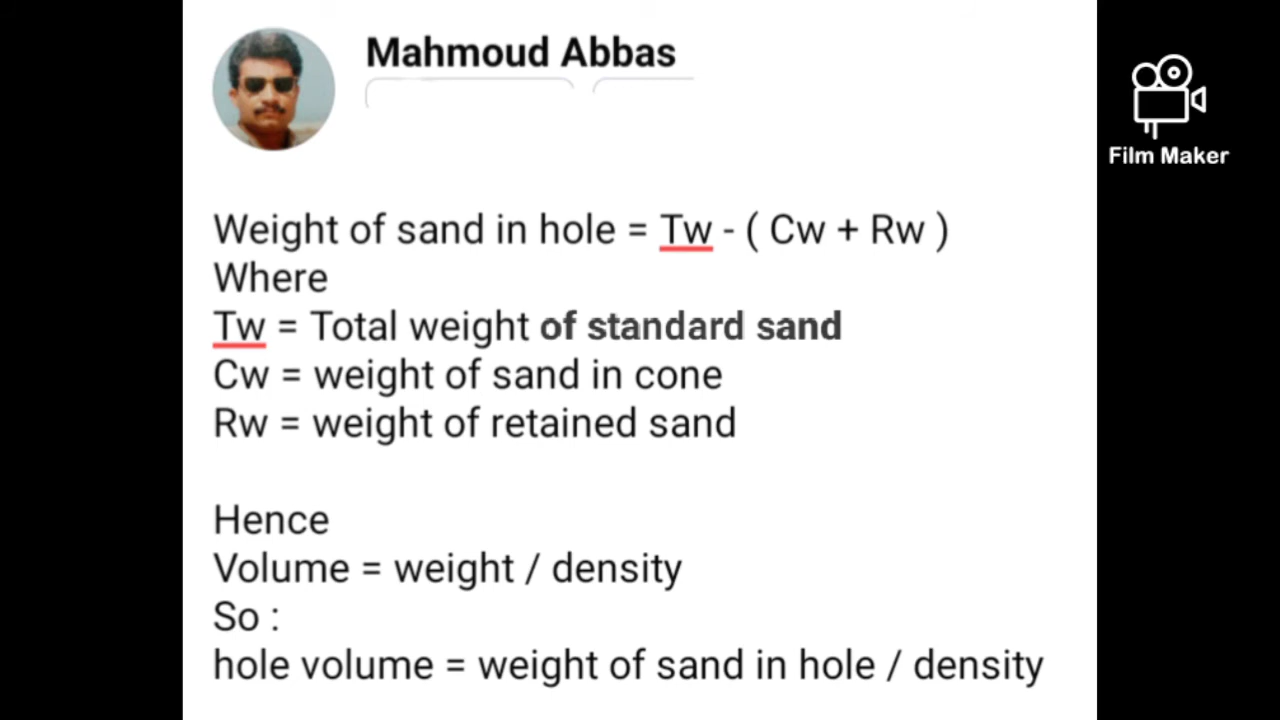 Mahmoud Abbas
Film Maker
Weight of sand in hole = Tw - ( Cw + Rw )
Where
Tw = Total weight of standard sand
Cw = weight of sand in cone
Rw = weight of retained sand
Hence
Volume = weight / density
So :
hole volume = weight of sand in hole / density